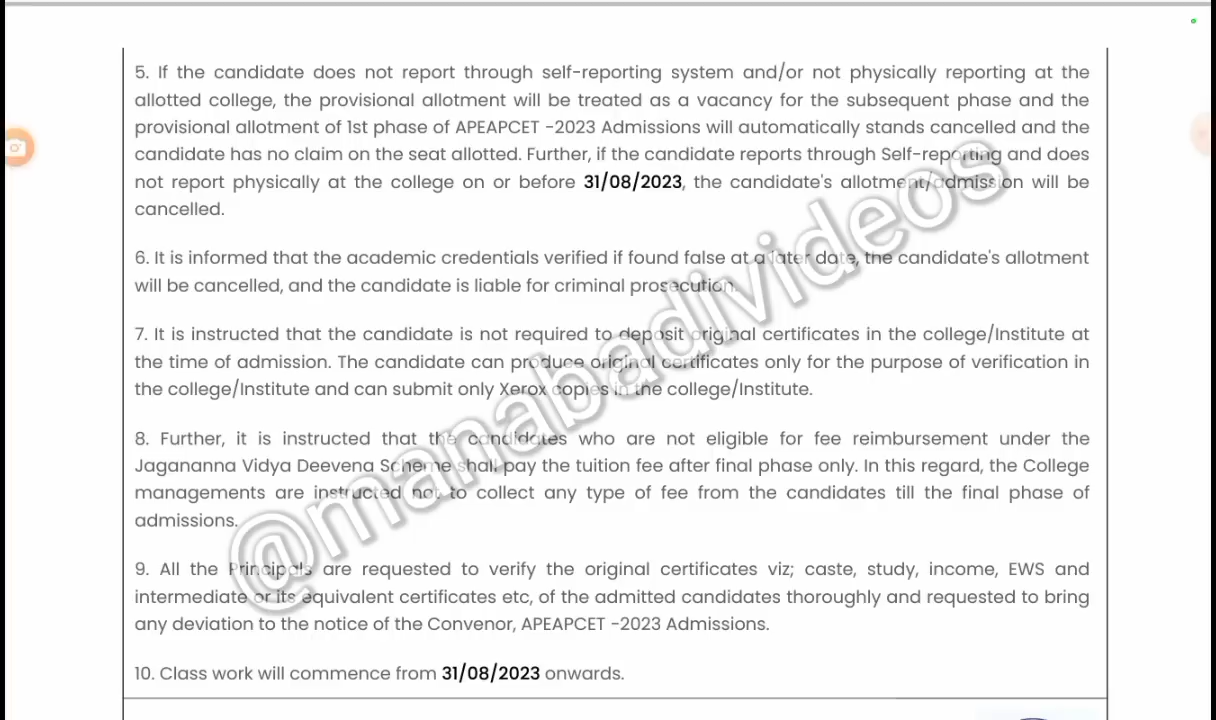 5. If the candidate does not report through self-reporting system and/or not physically reporting at the
allotted college, the provisional allotment will be treated as a vacancy for the subsequent phase and the
provisional allotment of 1st phase of APEAPCET -2023 Admissions will automatically stands cancelled and the
candidate has no claim on the seat allotted. Further, if the candidate reports through Self-reporting and does
not report physically at the college on or before 31/08/2023, the candidate's allotment/admission will be
cancelled.
6. It is informed that the academic credentials verified if found false at a later date, the candidate's allotment
will be cancelled, and the candidate is liable for criminal prosecution.
7. It is instructed that the candidate is not required to deposit original certificates in the college/Institute at
the time of admission. The candidate can produce original certificates only for the purpose of verification in
the college/Institute and can submit only Xerox copies in the college/Institute.
8. Further, it is instructed that the candidates who are not eligible for fee reimbursement under the
Jagananna Vidya Deevena Scheme shall pay the tuition fee after final phase only. In this regard, the College
managements are instructed not to collect any type of fee from the candidates till the final phase of
admissions.
9. All the Principals are requested to verify the original certificates viz; caste, study, income, EWS and
intermediate or its equivalent certificates etc, of the admitted candidates thoroughly and requested to bring
any deviation to the notice of the Convenor, APEAPCET -2023 Admissions.
10. Class work will commence from 31/08/2023 onwards.
@manabadivideos